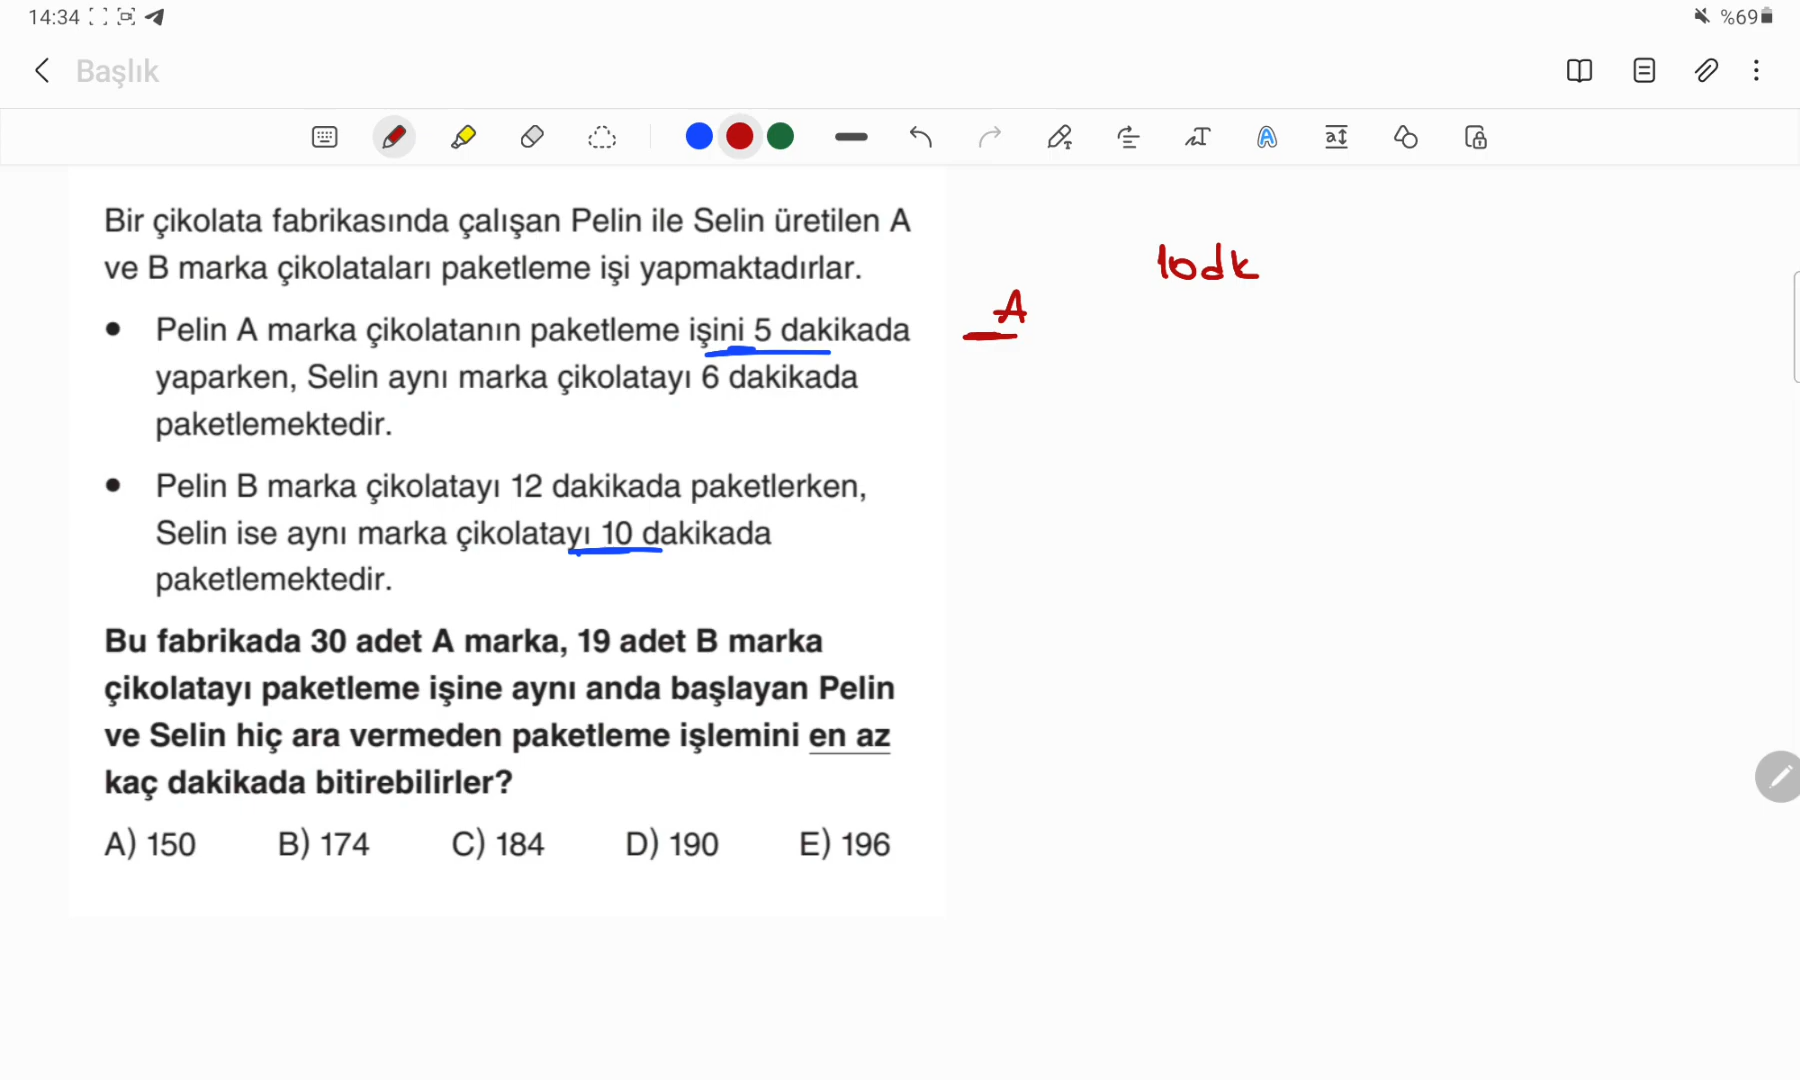 14:34
%69
Başlık
Bir çikolata fabrikasında çalışan Pelin ile Selin üretilen A
ve B marka çikolataları paketleme işi yapmaktadırlar.
• Pelin A marka çikolatanın paketleme işini 5 dakikada
yaparken, Selin aynı marka çikolatayı 6 dakikada
paketlemektedir.
• Pelin B marka çikolatayı 12 dakikada paketlerken,
Selin ise aynı marka çikolatayı 10 dakikada
paketlemektedir.
Bu fabrikada 30 adet A marka, 19 adet B marka
çikolatayı paketleme işine aynı anda başlayan Pelin
ve Selin hiç ara vermeden paketleme işlemini en az
kaç dakikada bitirebilirler?
A) 150 B) 174 C) 184 D) 190 E) 196
10dk
A